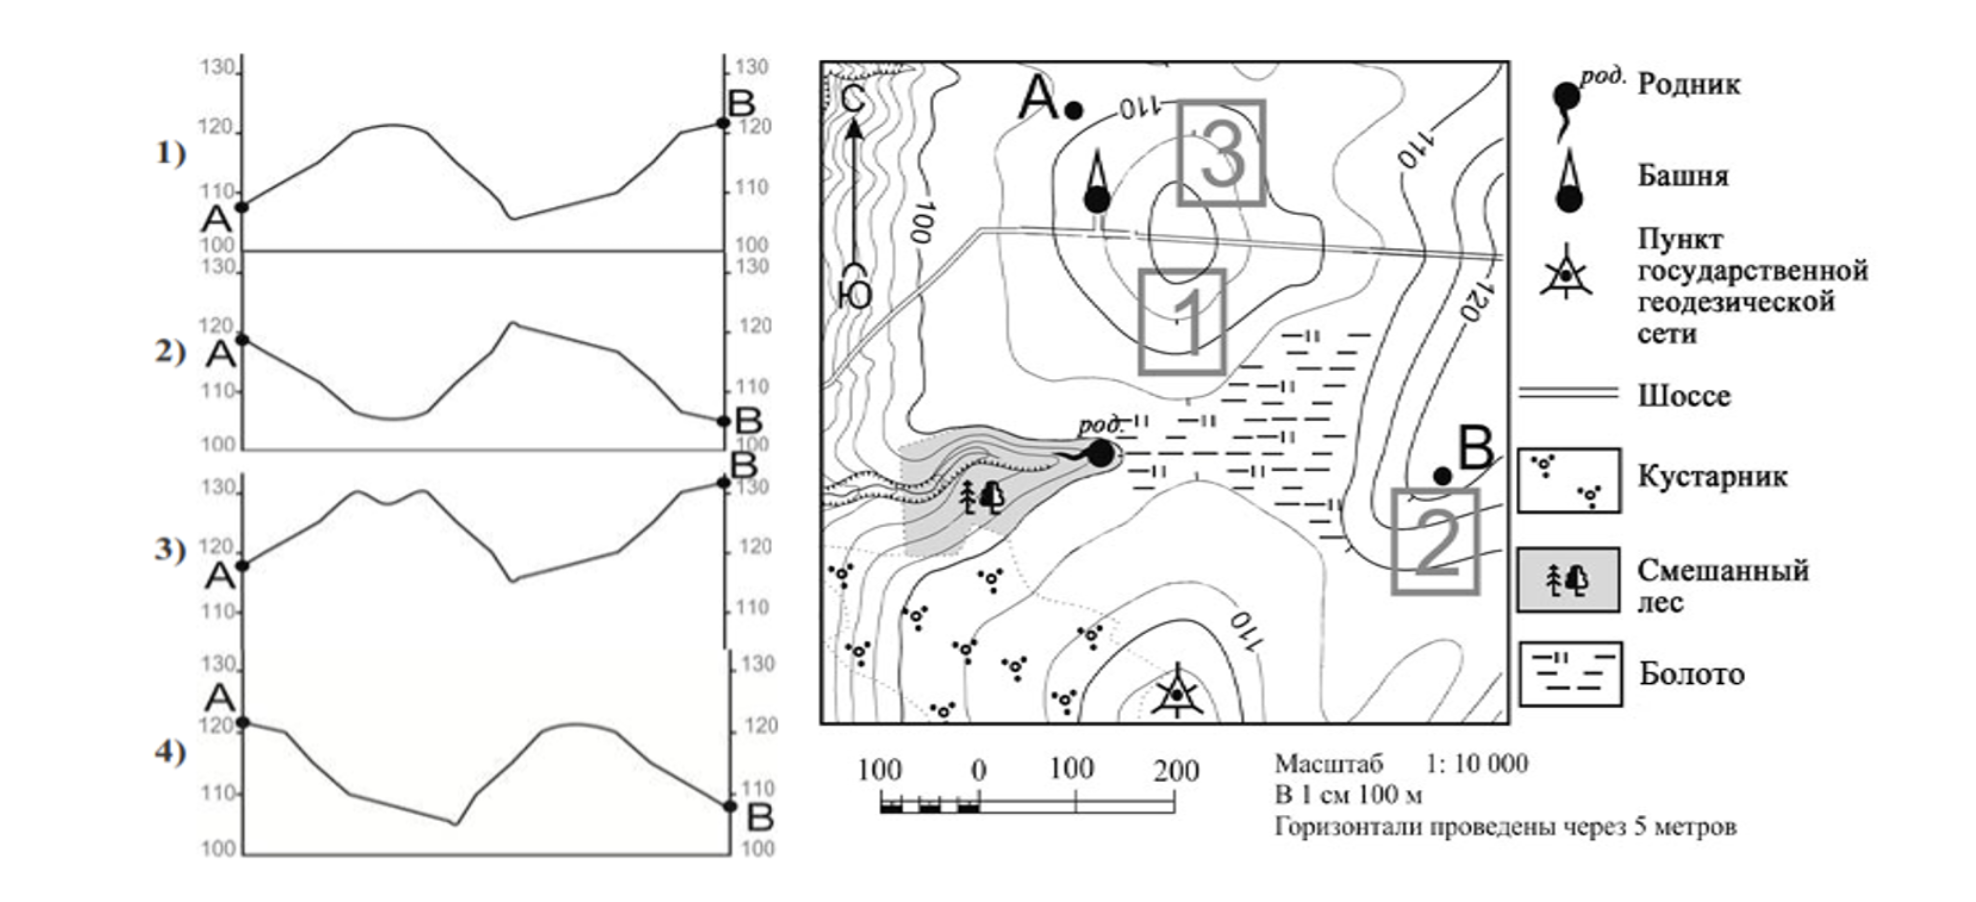 1)
130
120
110
100
A
130
B
120
110
100
2)
130
120
A
110
100
130
120
110
B
100
3)
130
120
A
110
B
130
120
110
4)
130
A
120
110
100
130
120
110
B
100
С
Ю
A
110
3
110
100
1
120
род.
B
2
110
род. Родник
Башня
Пункт
государственной
геодезической
сети
Шоссе
Кустарник
Смешанный
лес
Болото
100 0 100 200
Масштаб 1: 10 000
В 1 см 100 м
Горизонтали проведены через 5 метров